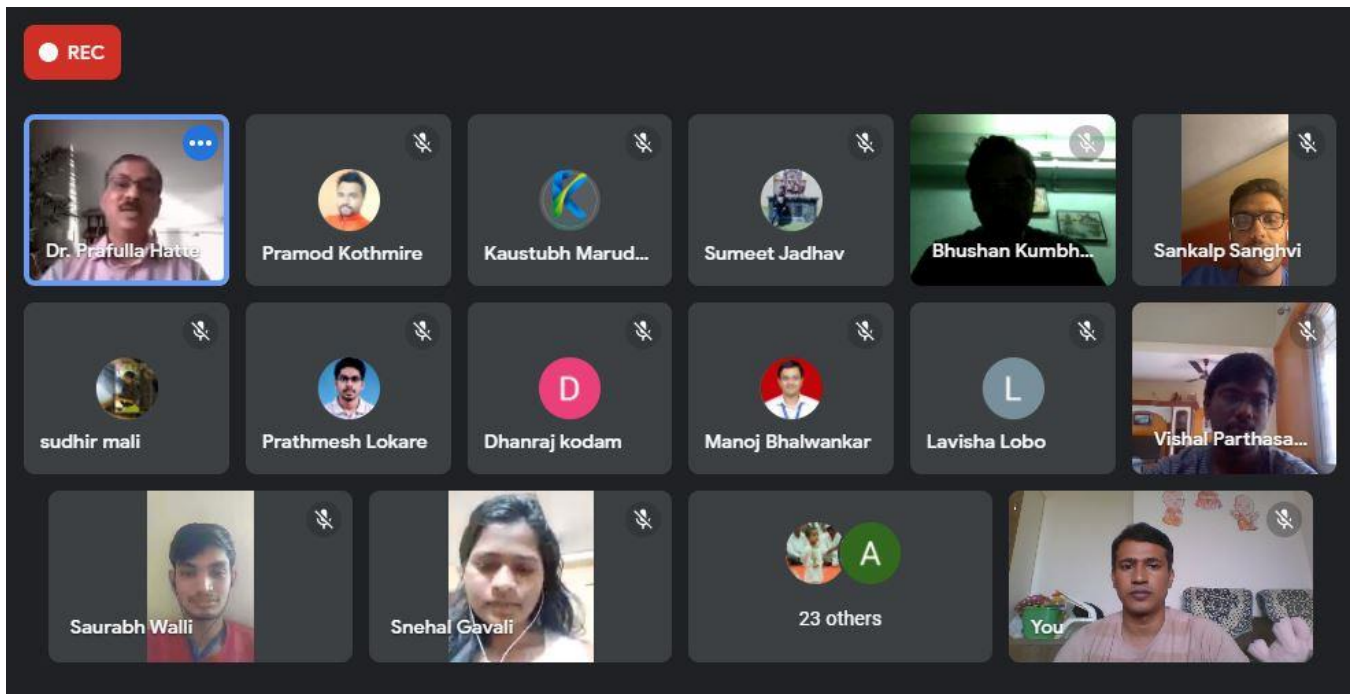 REC
Dr. Prafulla Hatte
Pramod Kothmire
Kaustubh Marud...
Sumeet Jadhav
Bhushan Kumbh...
Sankalp Sanghvi
sudhir mali
Prathmesh Lokare
D
Dhanraj kodam
Manoj Bhalwankar
L
Lavisha Lobo
Vishal Parthasa...
Saurabh Walli
Snehal Gavali
A
23 others
You